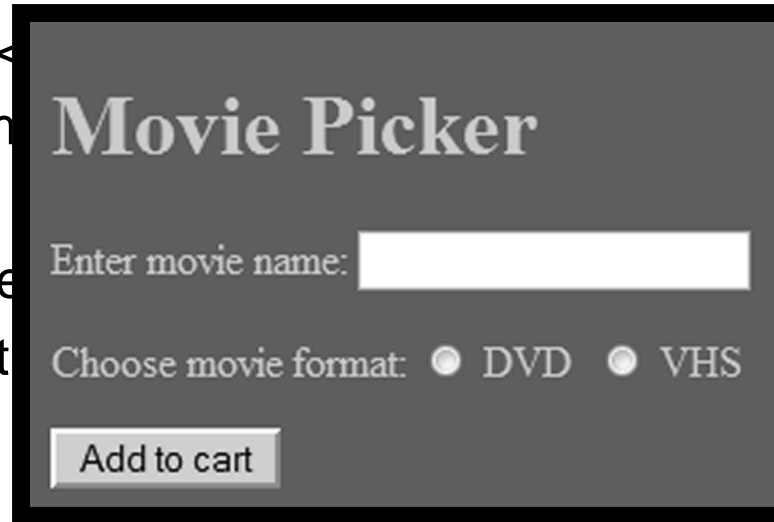 <
Movie Picker
Enter movie name:
Choose movie format: DVD VHS
Add to cart